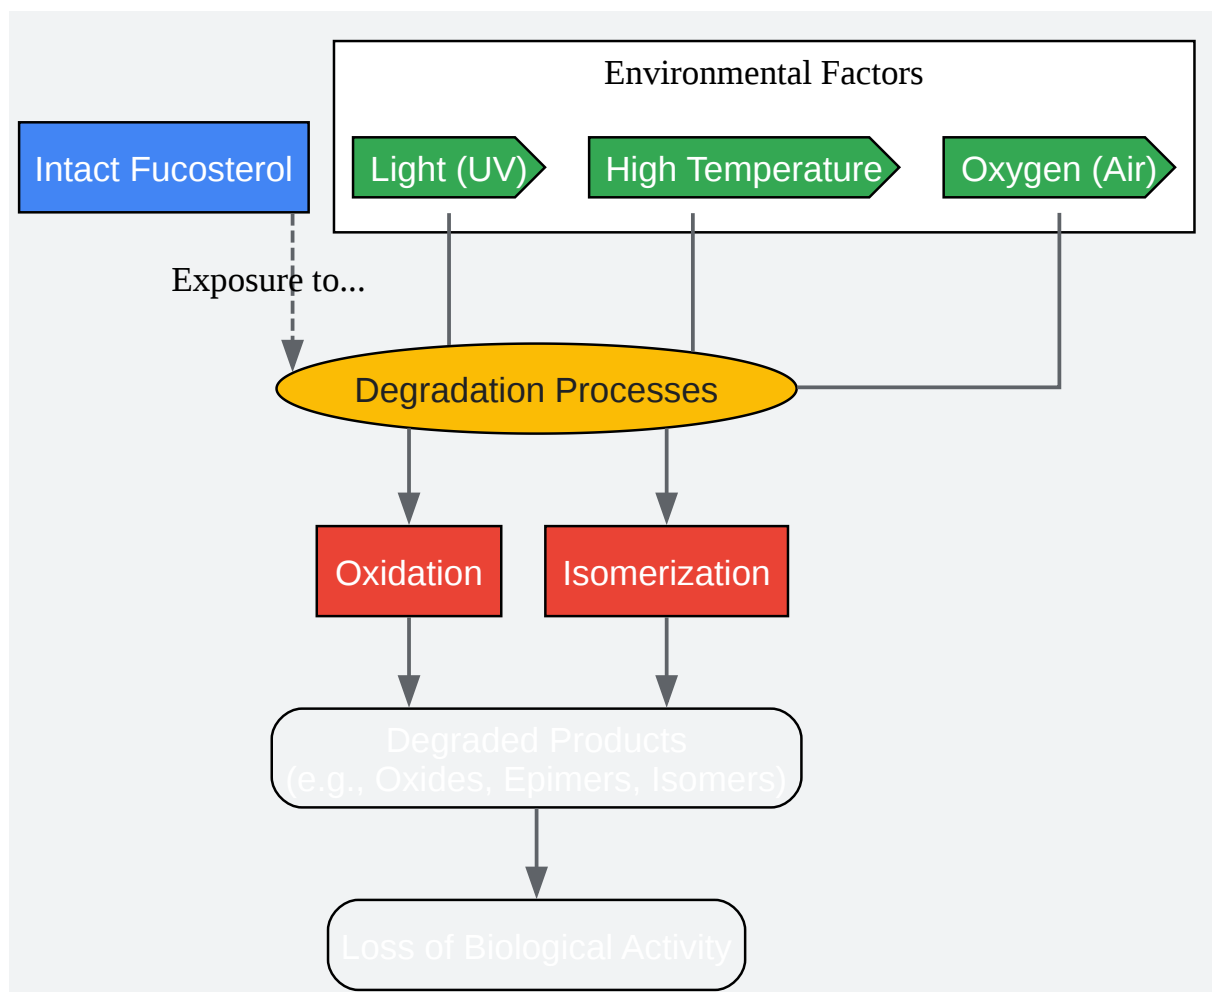 Environmental Factors
Intact Fucosterol
Light (UV)
High Temperature
Oxygen (Air)
Exposure to...
Degradation Processes
Oxidation
Isomerization
Degraded Products
(e.g., Oxides, Epimers, Isomers)
Loss of Biological Activity